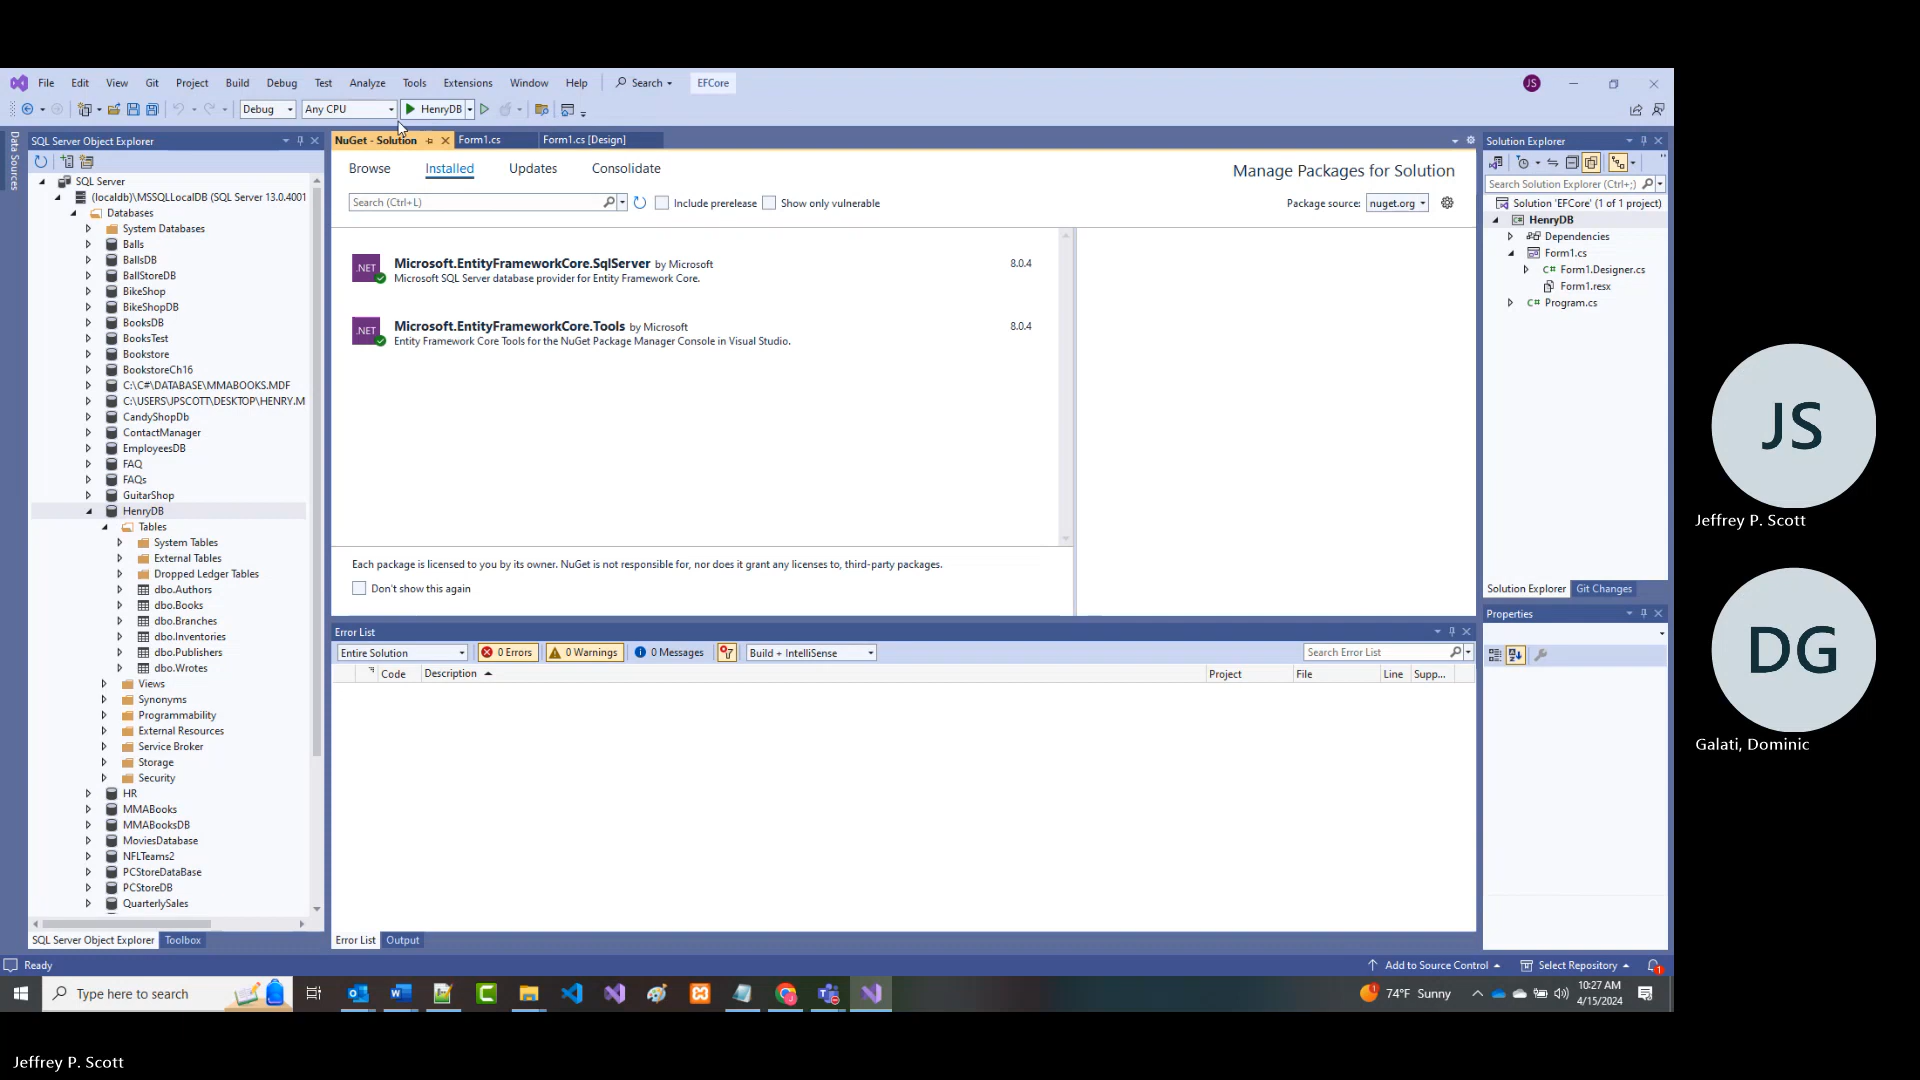 File Edit View Git Project Build Debug Test Analyze Tools Extensions Window Help Search EFCore JS
Debug Any CPU HenryDB
Data Sources
SQL Server Object Explorer
SQL Server
(localdb)\MSSQLLocalDB (SQL Server 13.0.4001
Databases
System Databases
Balls
BallsDB
BallStoreDB
BikeShop
BikeShopDB
BooksDB
BooksTest
Bookstore
BookstoreCh16
C:\C#\DATABASE\MMABOOKS.MDF
C:\USERS\JPSCOTT\DESKTOP\HENRY.M
CandyShopDb
ContactManager
EmployeesDB
FAQ
FAQs
GuitarShop
HenryDB
Tables
System Tables
External Tables
Dropped Ledger Tables
dbo.Authors
dbo.Books
dbo.Branches
dbo.Inventories
dbo.Publishers
dbo.Wrotes
Views
Synonyms
Programmability
External Resources
Service Broker
Storage
Security
HR
MMABooks
MMABooksDB
MoviesDatabase
NFLTeams2
PCStoreDataBase
PCStoreDB
QuarterlySales
SQL Server Object Explorer Toolbox
NuGet - Solution Form1.cs Form1.cs [Design]
Browse Installed Updates Consolidate Manage Packages for Solution
Search (Ctrl+L) Include prerelease Show only vulnerable Package source: nuget.org
.NET Microsoft.EntityFrameworkCore.SqlServer by Microsoft 8.0.4
Microsoft SQL Server database provider for Entity Framework Core.
.NET Microsoft.EntityFrameworkCore.Tools by Microsoft 8.0.4
Entity Framework Core Tools for the NuGet Package Manager Console in Visual Studio.
Each package is licensed to you by its owner. NuGet is not responsible for, nor does it grant any licenses to, third-party packages.
Don't show this again
Error List
Entire Solution 0 Errors 0 Warnings 0 Messages Build + IntelliSense Search Error List
Code Description Project File Line Supp...
Error List Output
Solution Explorer
Search Solution Explorer (Ctrl+;)
Solution 'EFCore' (1 of 1 project)
HenryDB
Dependencies
Form1.cs
C# Form1.Designer.cs
Form1.resx
C# Program.cs
Solution Explorer Git Changes
Properties
Ready Add to Source Control Select Repository 1
Type here to search 74°F Sunny 10:27 AM
4/15/2024
JS
Jeffrey P. Scott
DG
Galati, Dominic
Jeffrey P. Scott